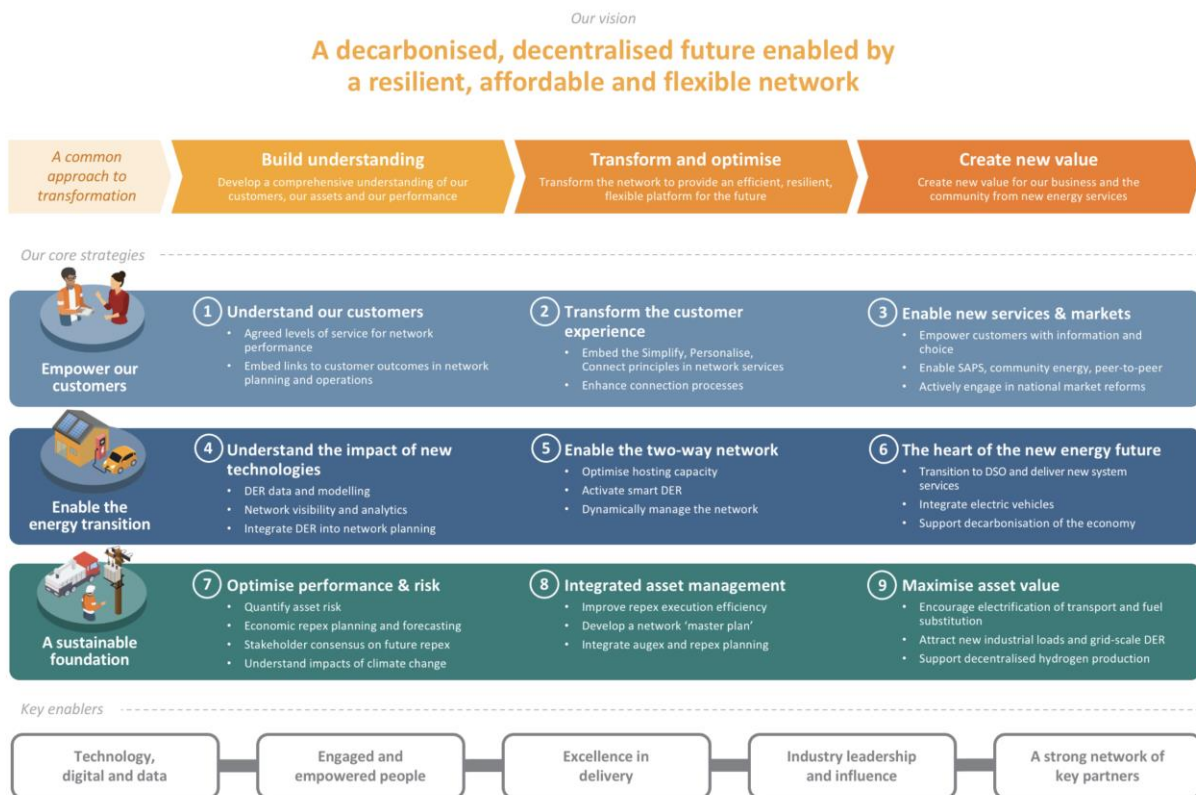 Our vision
A decarbonised, decentralised future enabled by
a resilient, affordable and flexible network
A common
approach to
transformation
Build understanding
Develop a comprehensive understanding of our
customers, our assets and our performance
Transform and optimise
Transform the network to provide an efficient, resilient,
flexible platform for the future
Create new value
Create new value for our business and the
community from new energy services
Our core strategies
Empower our
customers
1 Understand our customers
• Agreed levels of service for network
performance
• Embed links to customer outcomes in network
planning and operations
2 Transform the customer
experience
• Embed the Simplify, Personalise,
Connect principles in network services
• Enhance connection processes
3 Enable new services & markets
• Empower customers with information and
choice
• Enable SAPS, community energy, peer-to-peer
• Actively engage in national market reforms
Enable the
energy transition
4 Understand the impact of new
technologies
• DER data and modelling
• Network visibility and analytics
• Integrate DER into network planning
5 Enable the two-way network
• Optimise hosting capacity
• Activate smart DER
• Dynamically manage the network
6 The heart of the new energy future
• Transition to DSO and deliver new system
services
• Integrate electric vehicles
• Support decarbonisation of the economy
A sustainable
foundation
7 Optimise performance & risk
• Quantify asset risk
• Economic repex planning and forecasting
• Stakeholder consensus on future repex
• Understand impacts of climate change
8 Integrated asset management
• Improve repex execution efficiency
• Develop a network ‘master plan’
• Integrate augex and repex planning
9 Maximise asset value
• Encourage electrification of transport and fuel
substitution
• Attract new industrial loads and grid-scale DER
• Support decentralised hydrogen production
Key enablers
Technology,
digital and data
Engaged and
empowered people
Excellence in
delivery
Industry leadership
and influence
A strong network of
key partners